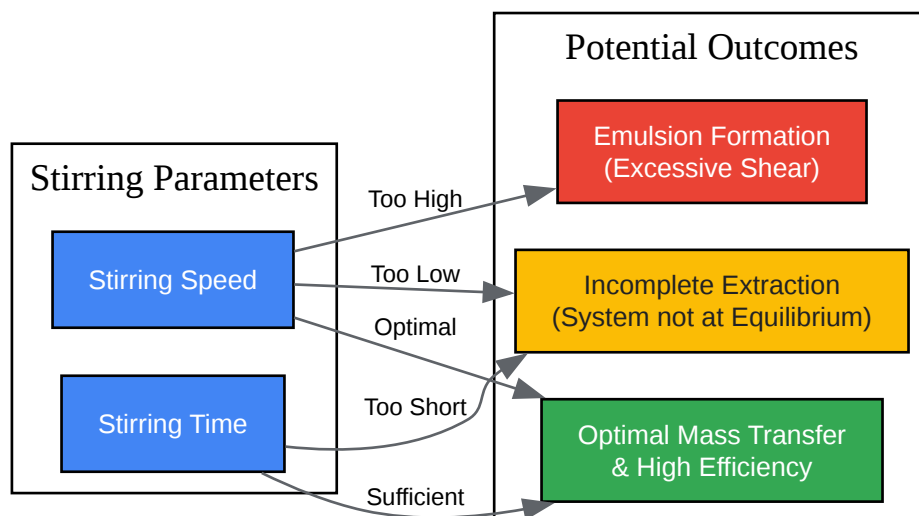 Potential Outcomes
Emulsion Formation
(Excessive Shear)
Stirring Parameters
Too High
Stirring Speed
Too Low
Incomplete Extraction
(System not at Equilibrium)
Optimal
Stirring Time
Too Short
Optimal Mass Transfer
& High Efficiency
Sufficient